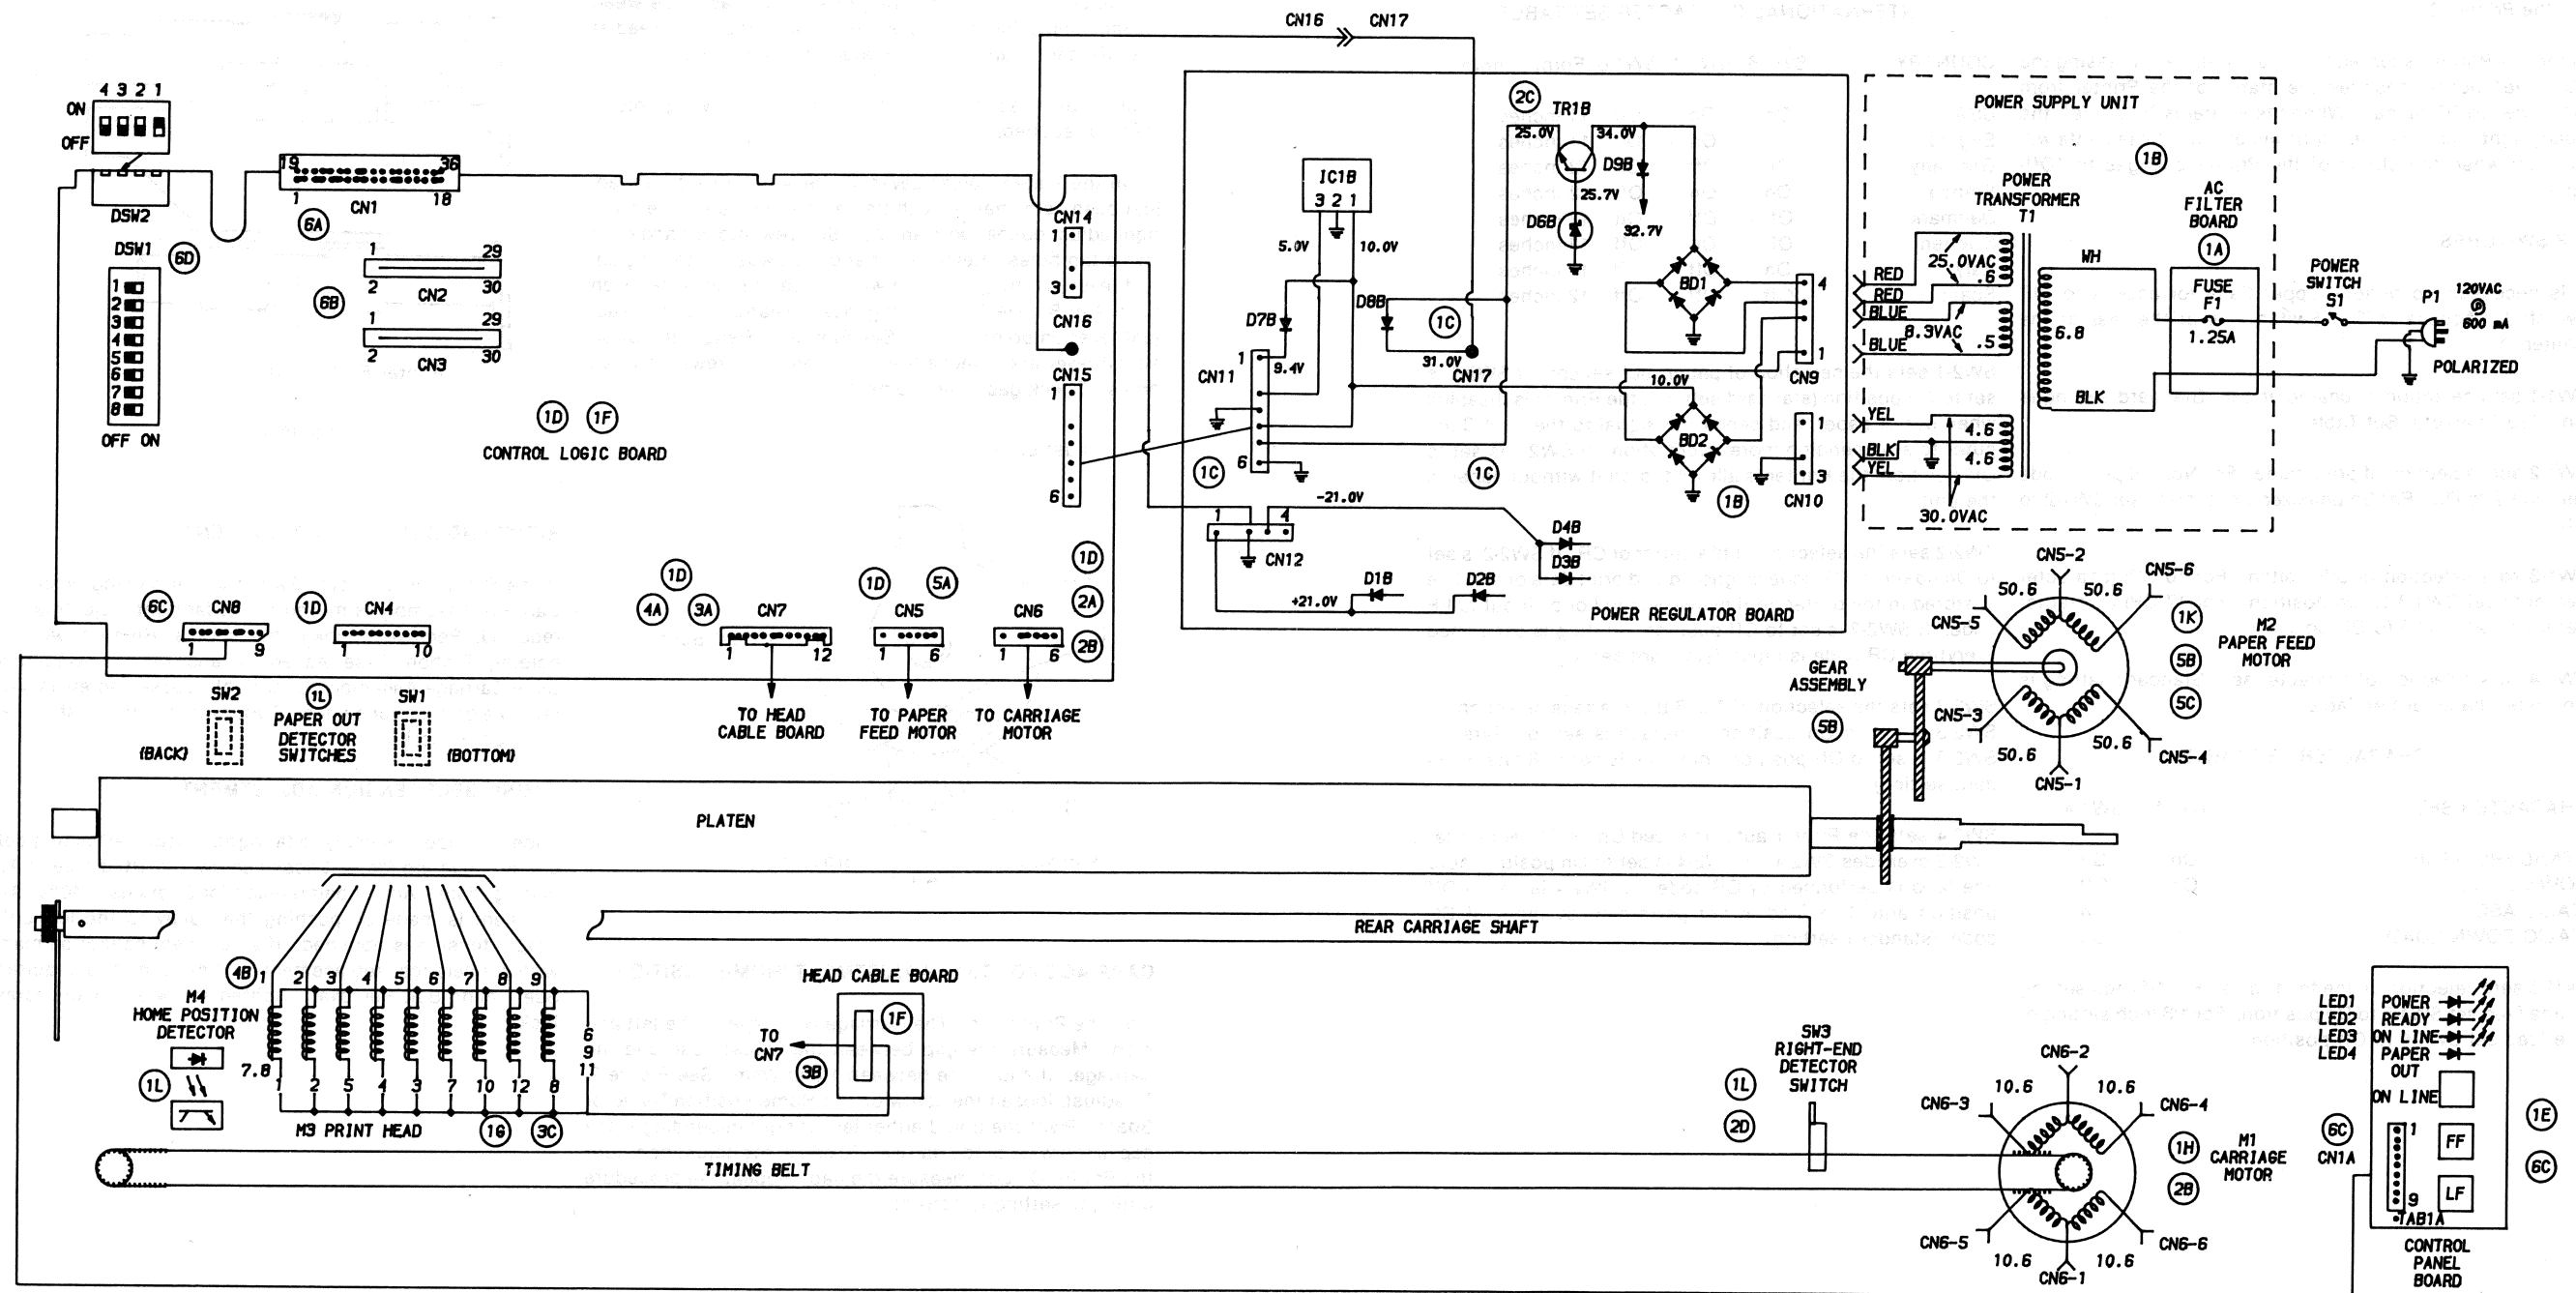 CN16
CN17
4 3 2 1
ON
OFF
DSW2
19
36
1
18
CN1
6A
DSW1
6D
1
2
3
4
5
6
7
8
OFF ON
1
29
2
30
CN2
6B
1
29
2
30
CN3
1D
1F
CONTROL LOGIC BOARD
CN14
1
3
CN16
CN15
1
6
2C
TR1B
25.0V
34.0V
D9B
IC1B
3 2 1
25.7V
D6B
32.7V
5.0V
10.0V
D7B
D8B
1C
BD1
4
1
CN9
1
9.4V
31.0V
CN17
CN11
10.0V
6
1C
1C
BD2
1B
1
3
CN10
-21.0V
1
4
CN12
D4B
D3B
D1B
D2B
+21.0V
POWER REGULATOR BOARD
POWER SUPPLY UNIT
1B
POWER
TRANSFORMER
T1
AC
FILTER
BOARD
1A
RED
25.0VAC
.6
RED
BLUE
8.3VAC
.5
BLUE
WH
6.8
BLK
FUSE
F1
1.25A
POWER
SWITCH
S1
P1
120VAC
@
600 mA
POLARIZED
YEL
4.6
BLK
4.6
YEL
30.0VAC
6C
CN8
1
9
1D
CN4
1
10
1D
4A
3A
CN7
1
12
1D
5A
CN5
1
6
CN6
1
6
1D
2A
2B
TO HEAD
CABLE BOARD
TO PAPER
FEED MOTOR
TO CARRIAGE
MOTOR
SW2
(BACK)
1L
PAPER OUT
DETECTOR
SWITCHES
SW1
(BOTTOM)
CN5-2
CN5-6
50.6
50.6
CN5-5
1K
M2
PAPER FEED
MOTOR
5B
5C
GEAR
ASSEMBLY
5B
CN5-3
50.6
50.6
CN5-4
CN5-1
PLATEN
REAR CARRIAGE SHAFT
4B
1
2
3
4
5
6
7
8
9
M4
HOME POSITION
DETECTOR
1L
7.8
1
2
5
4
3
7
10
12
8
6
9
11
M3 PRINT HEAD
1G
3C
HEAD CABLE BOARD
1F
TO
CN7
3B
TIMING BELT
SW3
RIGHT-END
DETECTOR
SWITCH
1L
2D
CN6-2
10.6
10.6
CN6-3
CN6-4
1H
M1
CARRIAGE
MOTOR
2B
CN6-5
10.6
10.6
CN6-6
CN6-1
LED1 POWER
LED2 READY
LED3 ON LINE
LED4 PAPER
OUT
ON LINE
6C
CN1A
1
9
TAB1A
FF
LF
1E
6C
CONTROL
PANEL
BOARD